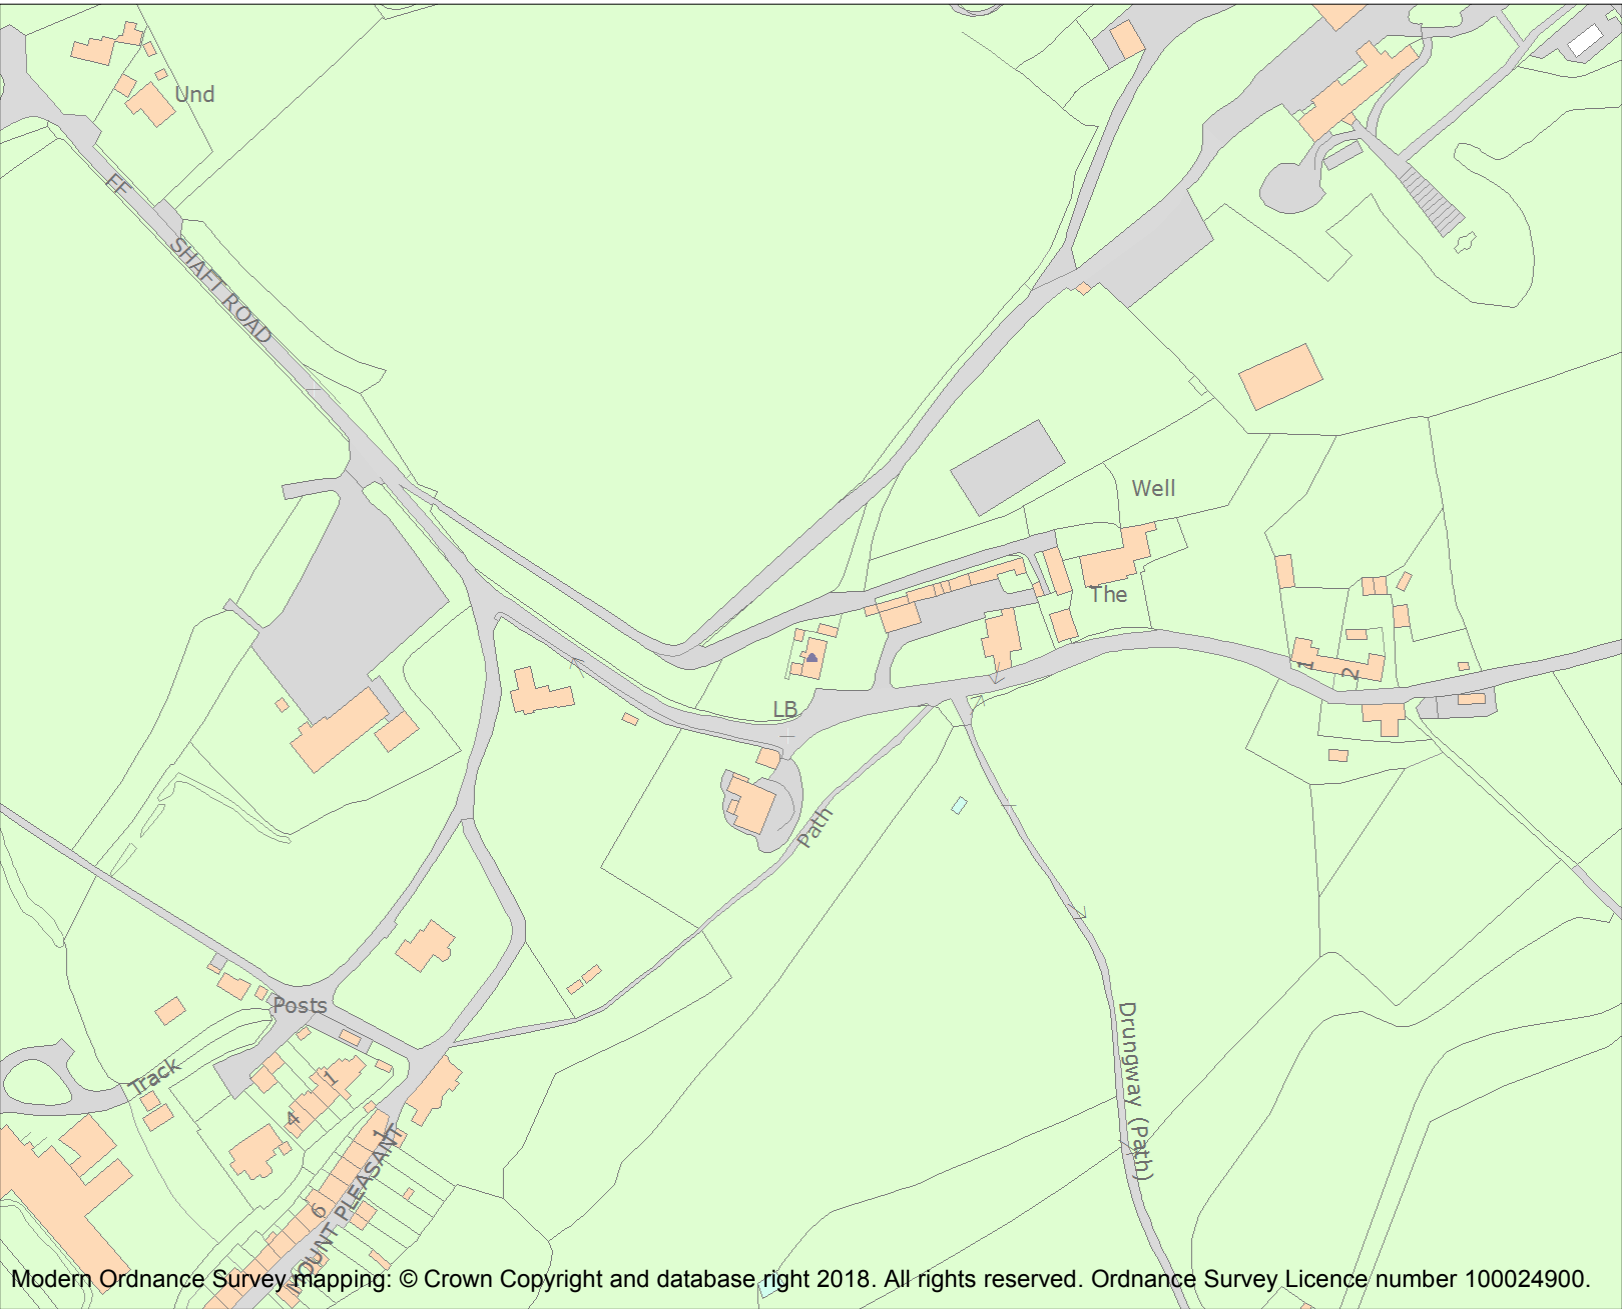 Und
FF
SHAFT ROAD
Well
The
LB
1
2
Path
Posts
Track
1
4
1
6
MOUNT PLEASANT
Drungway (Path)
Modern Ordnance Survey mapping: © Crown Copyright and database right 2018. All rights reserved. Ordnance Survey Licence number 100024900.